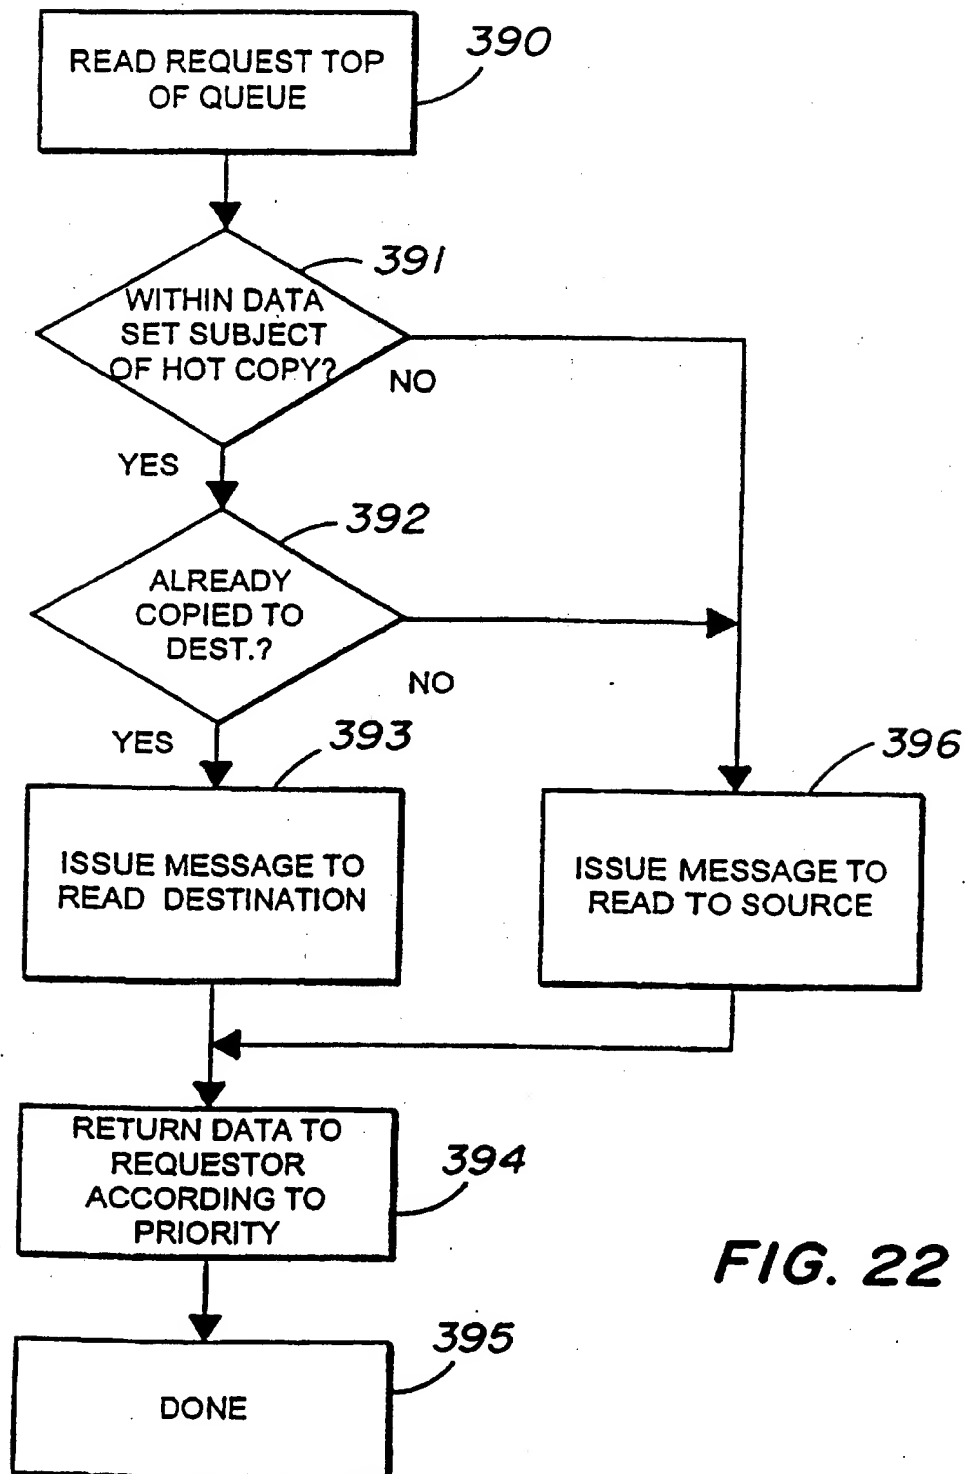 READ REQUEST TOP
OF QUEUE
390
391
WITHIN DATA
SET SUBJECT
OF HOT COPY?
NO
YES
392
ALREADY
COPIED TO
DEST.?
NO
YES
393
396
ISSUE MESSAGE TO
READ DESTINATION
ISSUE MESSAGE TO
READ TO SOURCE
RETURN DATA TO
REQUESTOR
ACCORDING TO
PRIORITY
394
FIG. 22
395
DONE